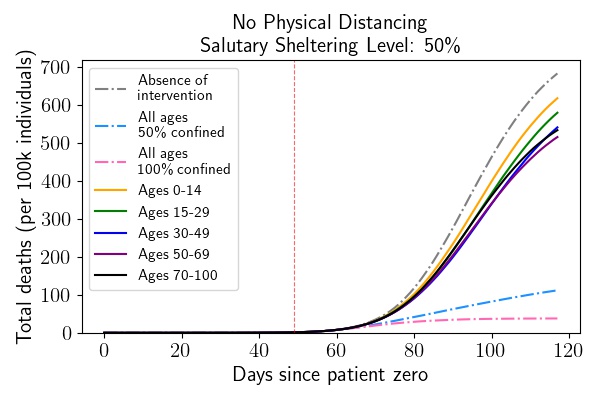 No Physical Distancing
Salutary Sheltering Level: 50%
Total deaths (per 100k individuals)
700
600
500
400
300
200
100
0
Absence of
intervention
All ages
50% confined
All ages
100% confined
Ages 0-14
Ages 15-29
Ages 30-49
Ages 50-69
Ages 70-100
0
20
40
60
80
100
120
Days since patient zero